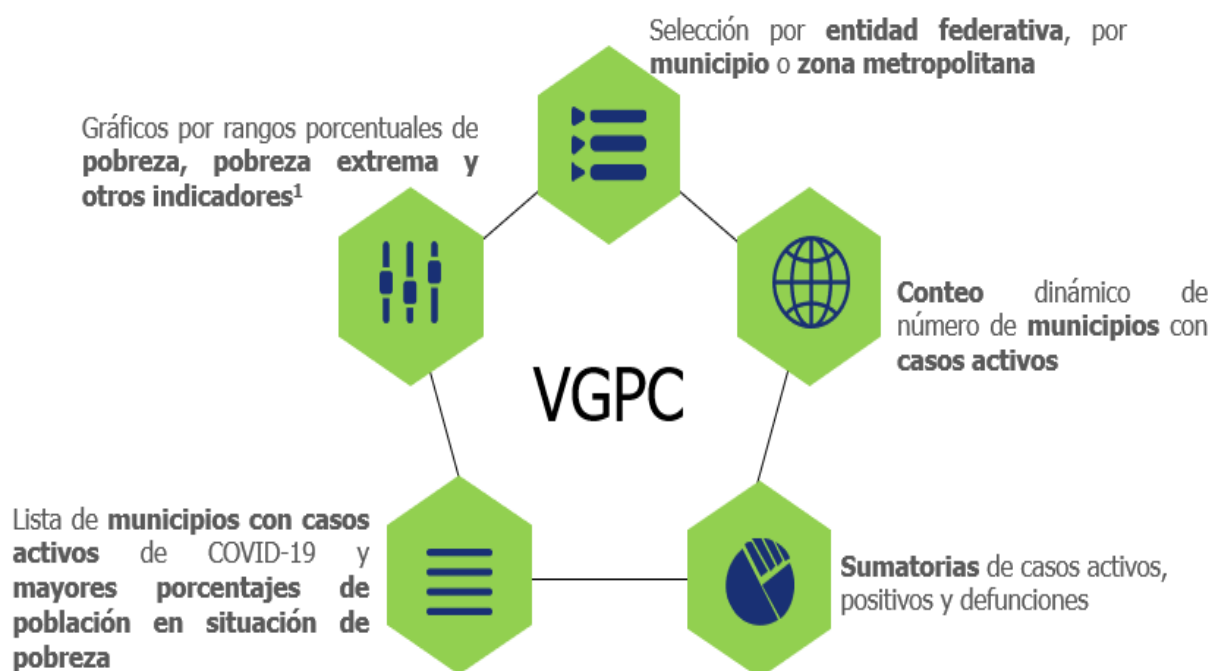 Selección por entidad federativa, por
municipio o zona metropolitana
Gráficos por rangos porcentuales de
pobreza, pobreza extrema y
otros indicadores¹
Conteo dinámico de
número de municipios con
casos activos
VGPC
Lista de municipios con casos
activos de COVID-19 y
mayores porcentajes de
población en situación de
pobreza
Sumatorias de casos activos,
positivos y defunciones